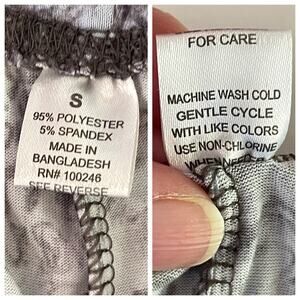 S
95% POLYESTER
5% SPANDEX
MADE IN
BANGLADESH
RN# 100246
SEE REVERSE
FOR CARE
MACHINE WASH COLD
GENTLE CYCLE
WITH LIKE COLORS
USE NON-CHLORINE
WHEN